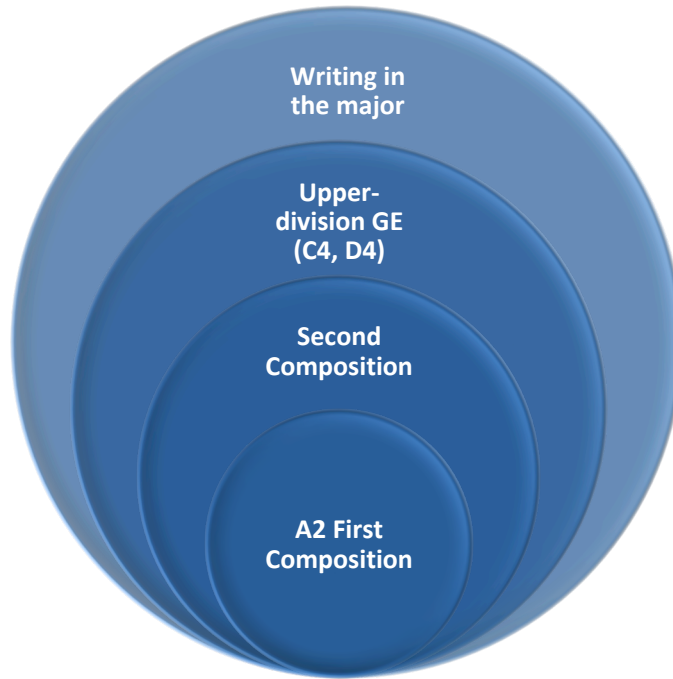 Writing in
the major
Upper-
division GE
(C4, D4)
Second
Composition
A2 First
Composition